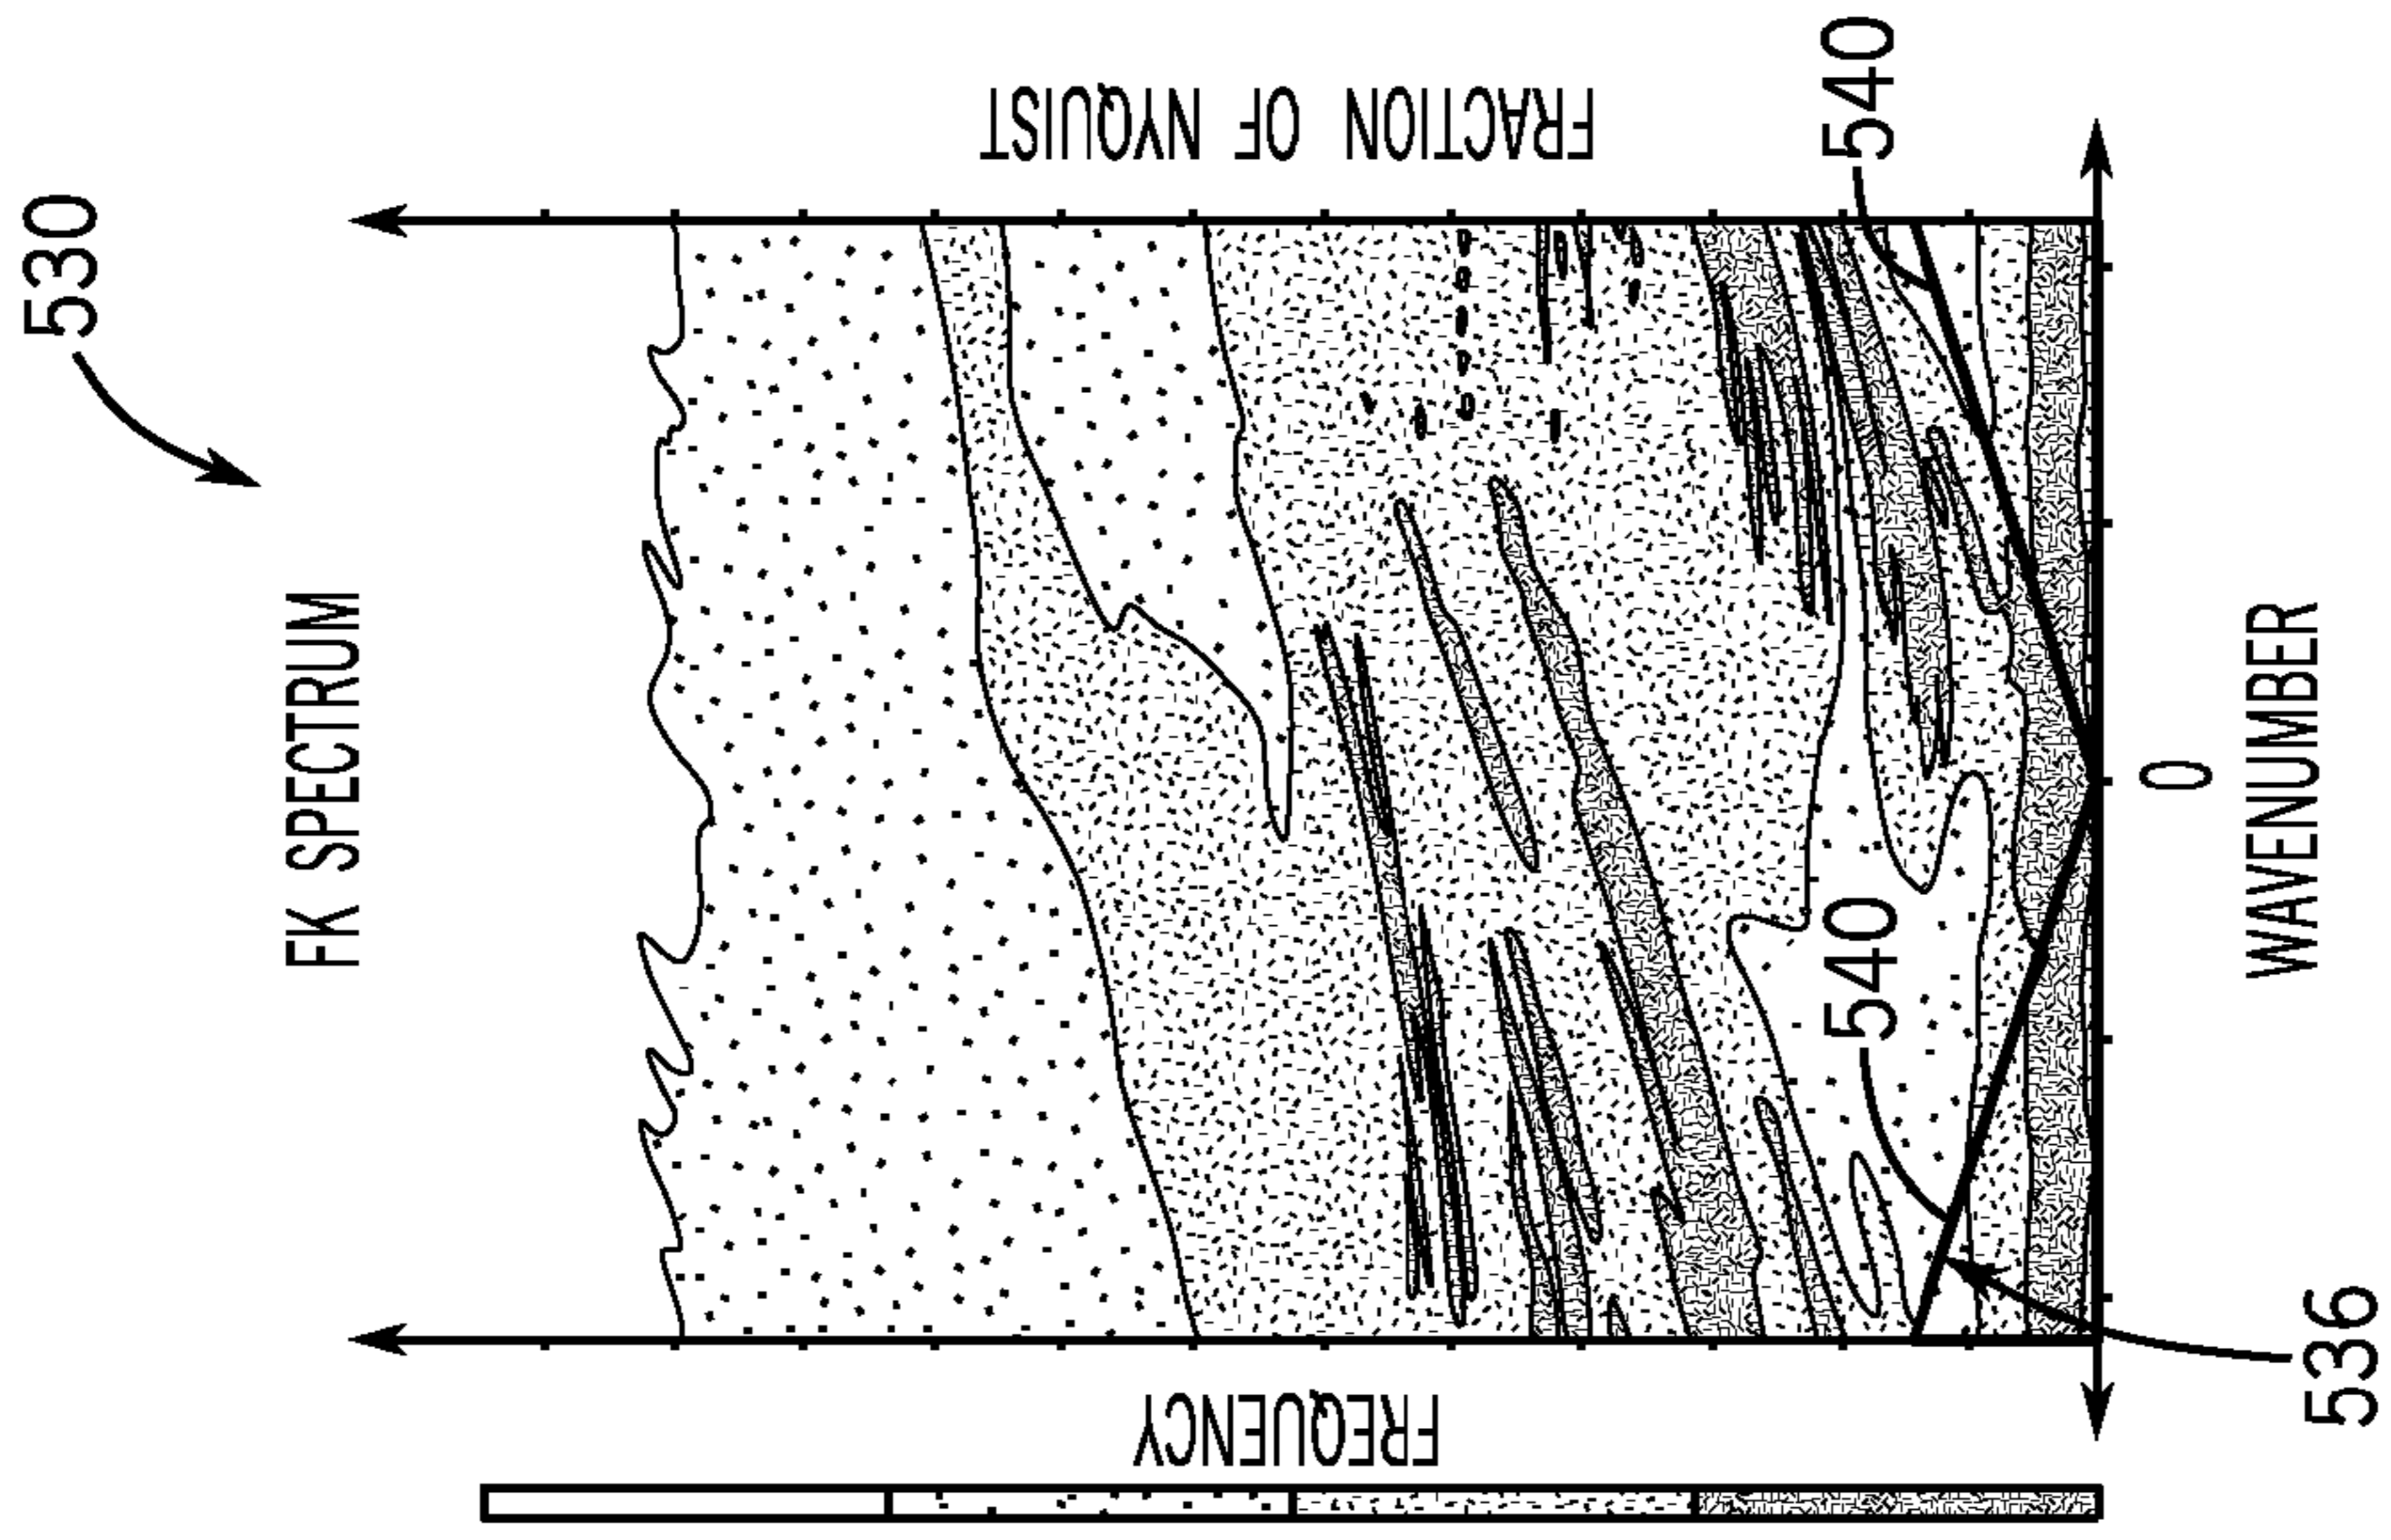 530
FK SPECTRUM
FREQUENCY
FRACTION OF NYQUIST
540
540
536
0
WAVENUMBER